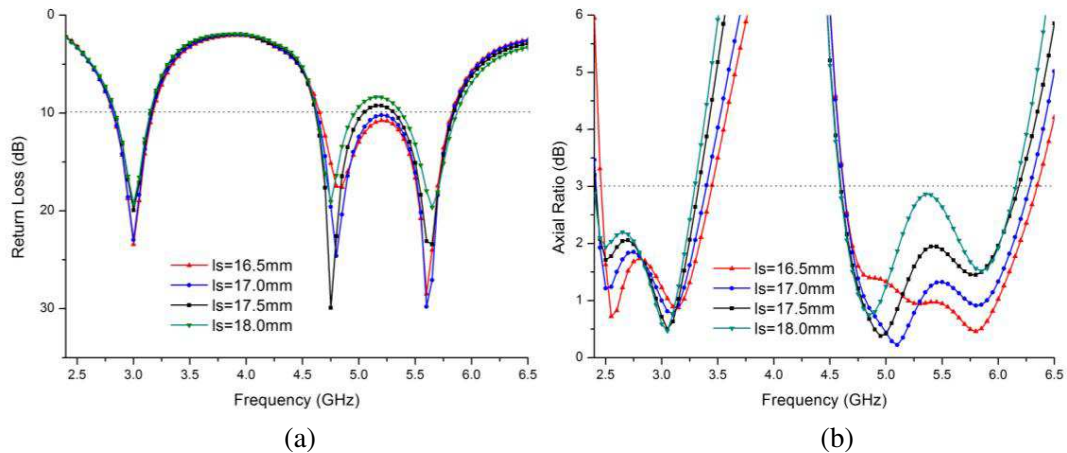 0
10
20
30
Return Loss (dB)
ls=16.5mm
ls=17.0mm
ls=17.5mm
ls=18.0mm
2.5 3.0 3.5 4.0 4.5 5.0 5.5 6.0 6.5
Frequency (GHz)
(a)
6
5
4
3
2
1
0
Axial Ratio (dB)
ls=16.5mm
ls=17.0mm
ls=17.5mm
ls=18.0mm
2.5 3.0 3.5 4.0 4.5 5.0 5.5 6.0 6.5
Frequency (GHz)
(b)